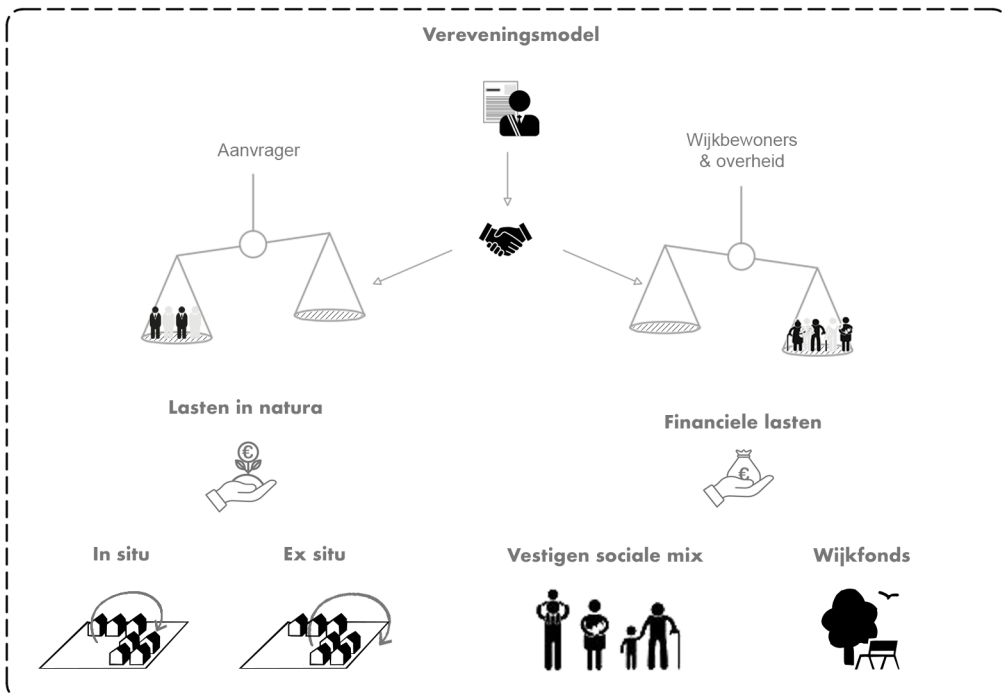 Vereveningsmodel
Aanvrager
Wijkbewoners
& overheid
Lasten in natura
Financiele lasten
€
€
In situ
Ex situ
Vestigen sociale mix
Wijkfonds